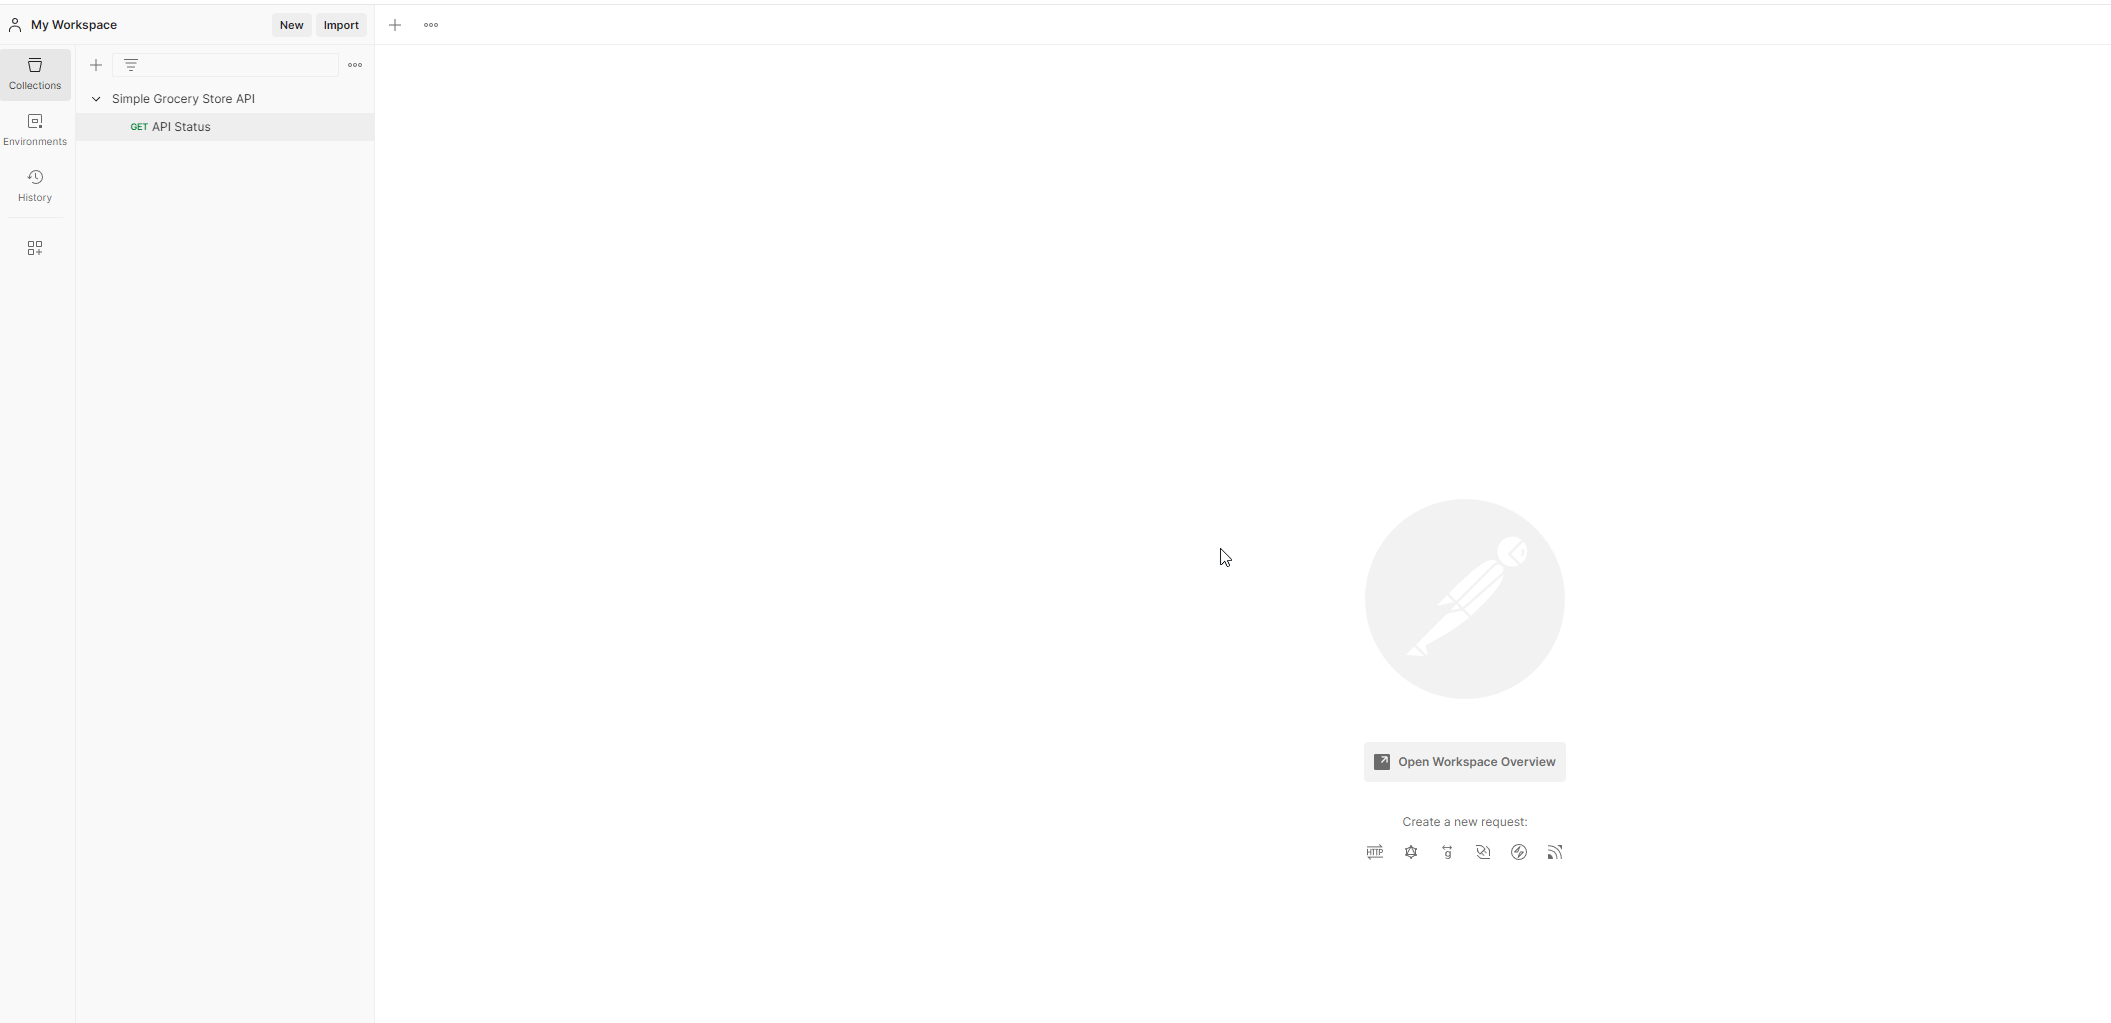 My Workspace
New
Import
Collections
Environments
History
Simple Grocery Store API
GET API Status
Open Workspace Overview
Create a new request:
HTTP
g